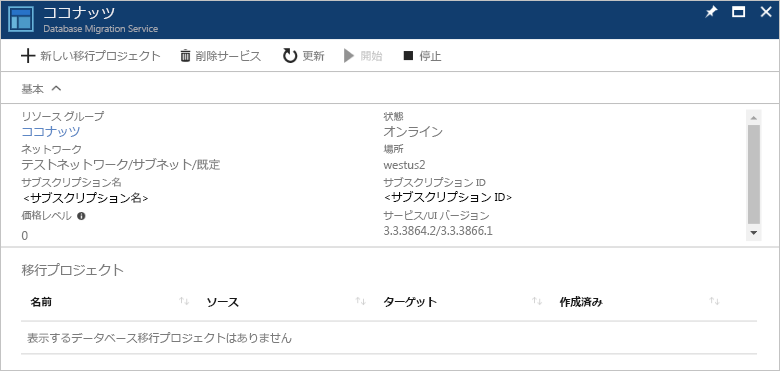 ココナッツ
Database Migration Service
新しい移行プロジェクト 削除サービス 更新 開始 停止
基本
リソース グループ 状態
ココナッツ オンライン
ネットワーク 場所
テストネットワーク/サブネット/既定 westus2
サブスクリプション名 サブスクリプション ID
<サブスクリプション名> <サブスクリプション ID>
価格レベル サービス/UI バージョン
0 3.3.3864.2/3.3.3866.1
移行プロジェクト
名前 ソース ターゲット 作成済み
表示するデータベース移行プロジェクトはありません